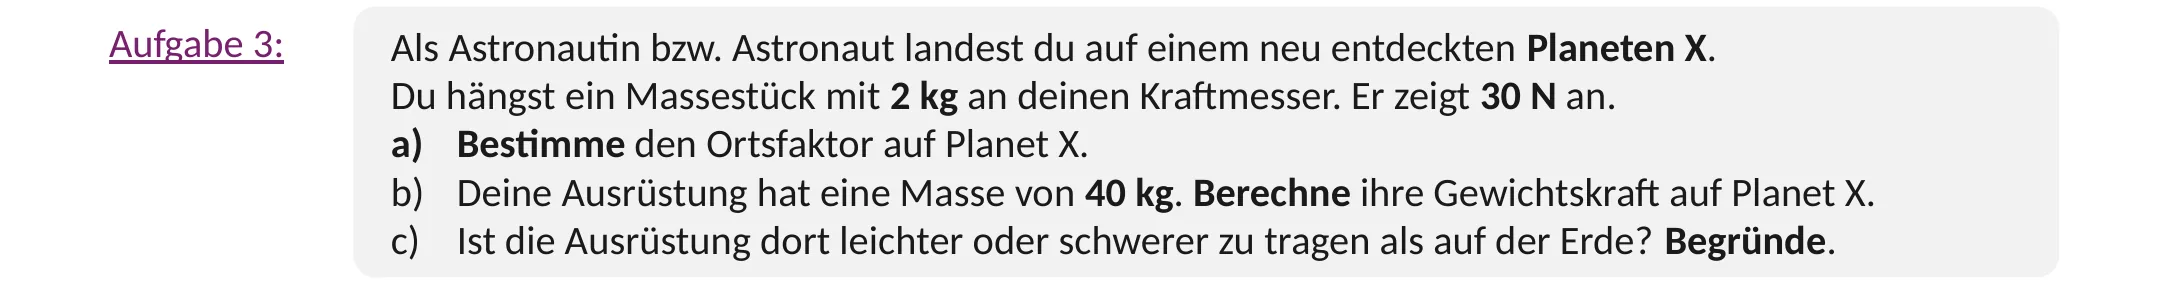 Aufgabe 3:
Als Astronautin bzw. Astronaut landest du auf einem neu entdeckten Planeten X.
Du hängst ein Massestück mit 2 kg an deinen Kraftmesser. Er zeigt 30 N an.
a) Bestimme den Ortsfaktor auf Planet X.
b) Deine Ausrüstung hat eine Masse von 40 kg. Berechne ihre Gewichtskraft auf Planet X.
c) Ist die Ausrüstung dort leichter oder schwerer zu tragen als auf der Erde? Begründe.